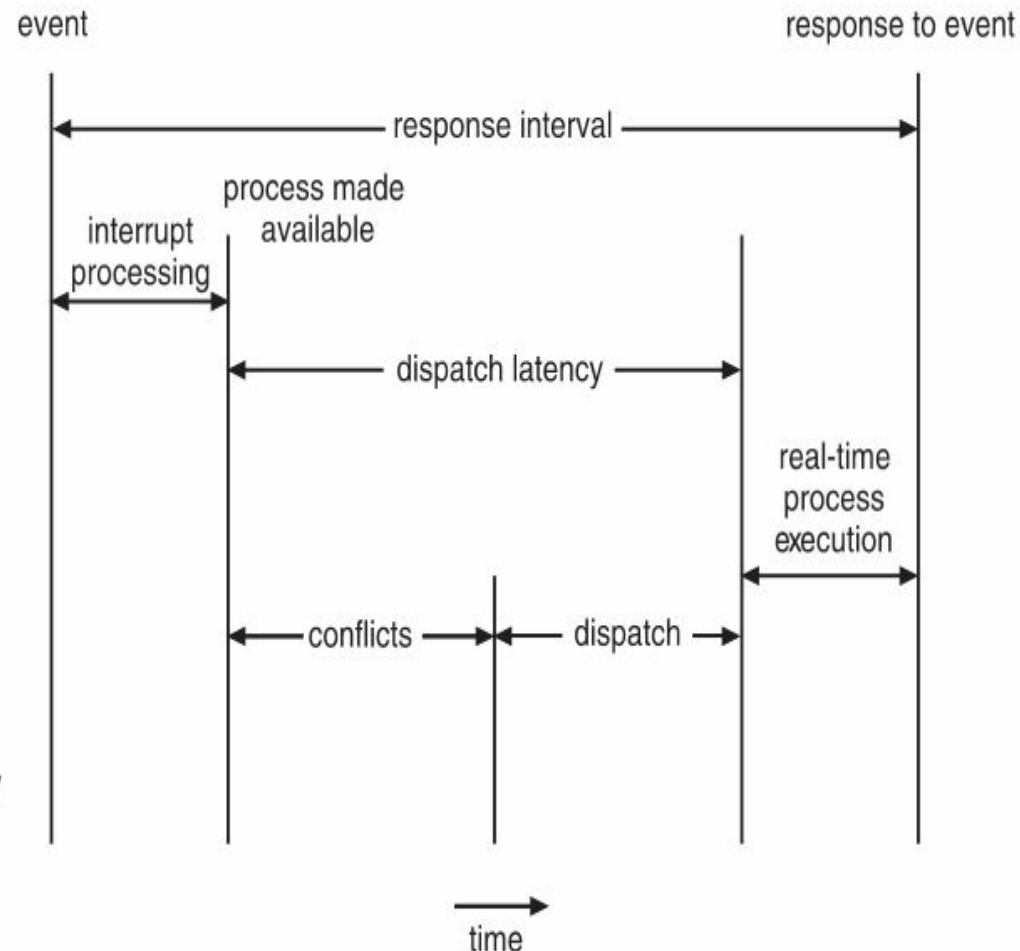 event
response to event
response interval
process made
available
interrupt
processing
dispatch latency
real-time
process
execution
conflicts
dispatch
time